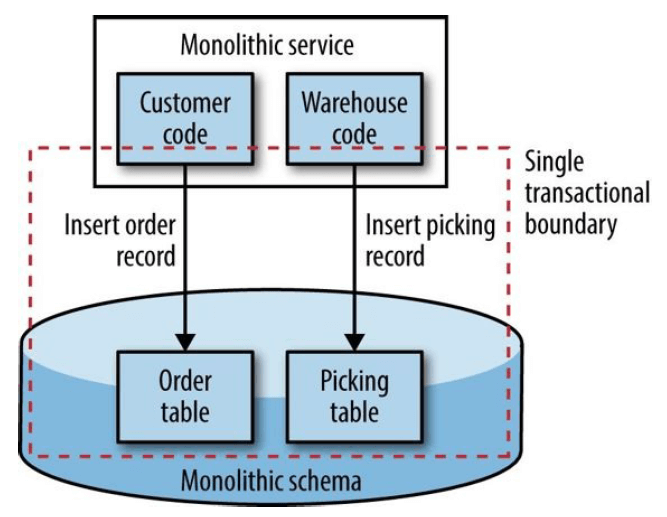 Monolithic service
Customer
code
Warehouse
code
Single
transactional
boundary
Insert order
record
Insert picking
record
Order
table
Picking
table
Monolithic schema